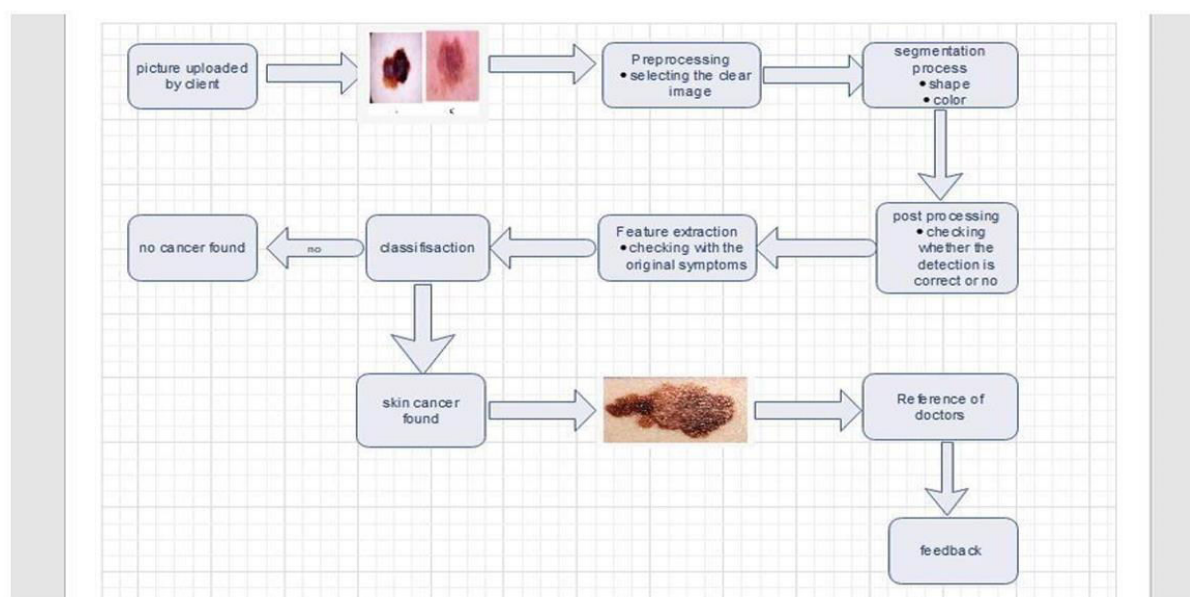 picture uploaded
by client
Preprocessing
• selecting the clear
image
segmentation
process
• shape
• color
post processing
• checking
whether the
detection is
correct or no
Feature extraction
• checking with the
original symptoms
classifisaction
no
no cancer found
skin cancer
found
Reference of
doctors
feedback